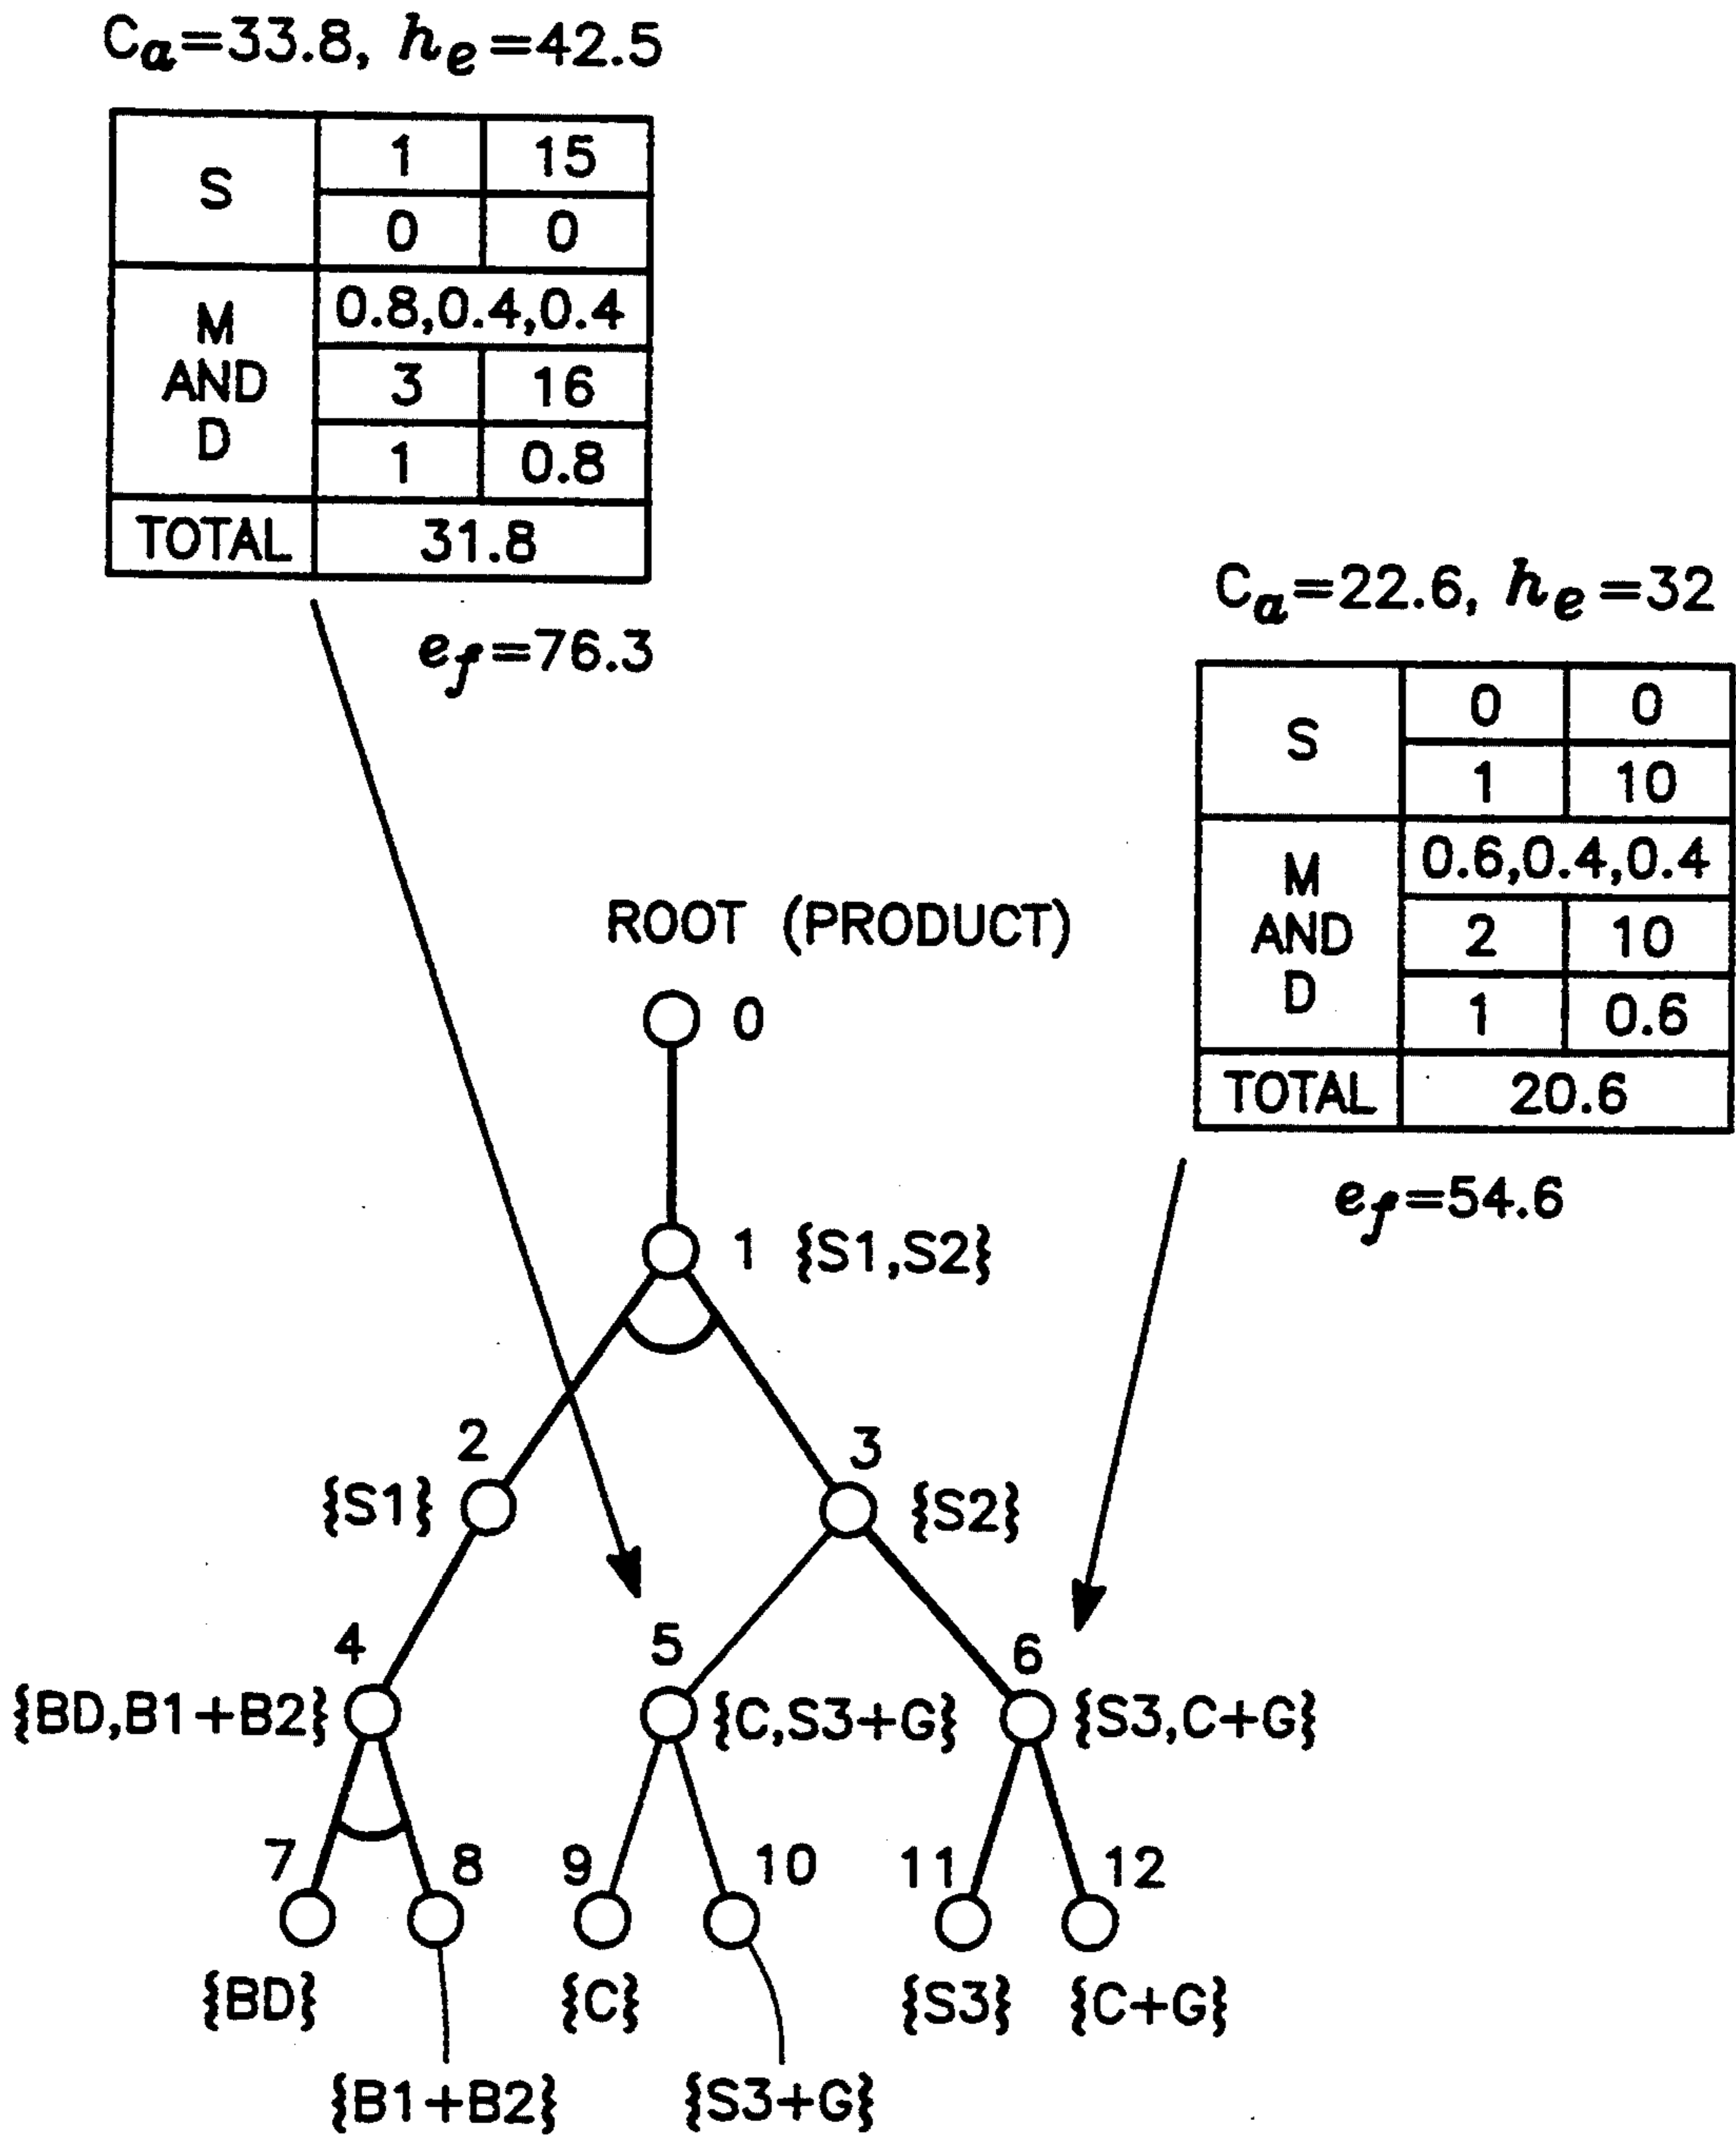 Ca=33.8, he=42.5
S 1 15
0 0
M AND D 0.8,0.4,0.4
3 16
1 0.8
TOTAL 31.8
ef=76.3
Ca=22.6, he=32
S 0 0
1 10
M AND D 0.6,0.4,0.4
2 10
1 0.6
TOTAL 20.6
ef=54.6
ROOT (PRODUCT)
0
1 {S1,S2}
2 3
{S1} {S2}
4 5 6
{BD,B1+B2} {C,S3+G} {S3,C+G}
7 8 9 10 11 12
{BD} {C} {S3} {C+G}
{B1+B2} {S3+G}